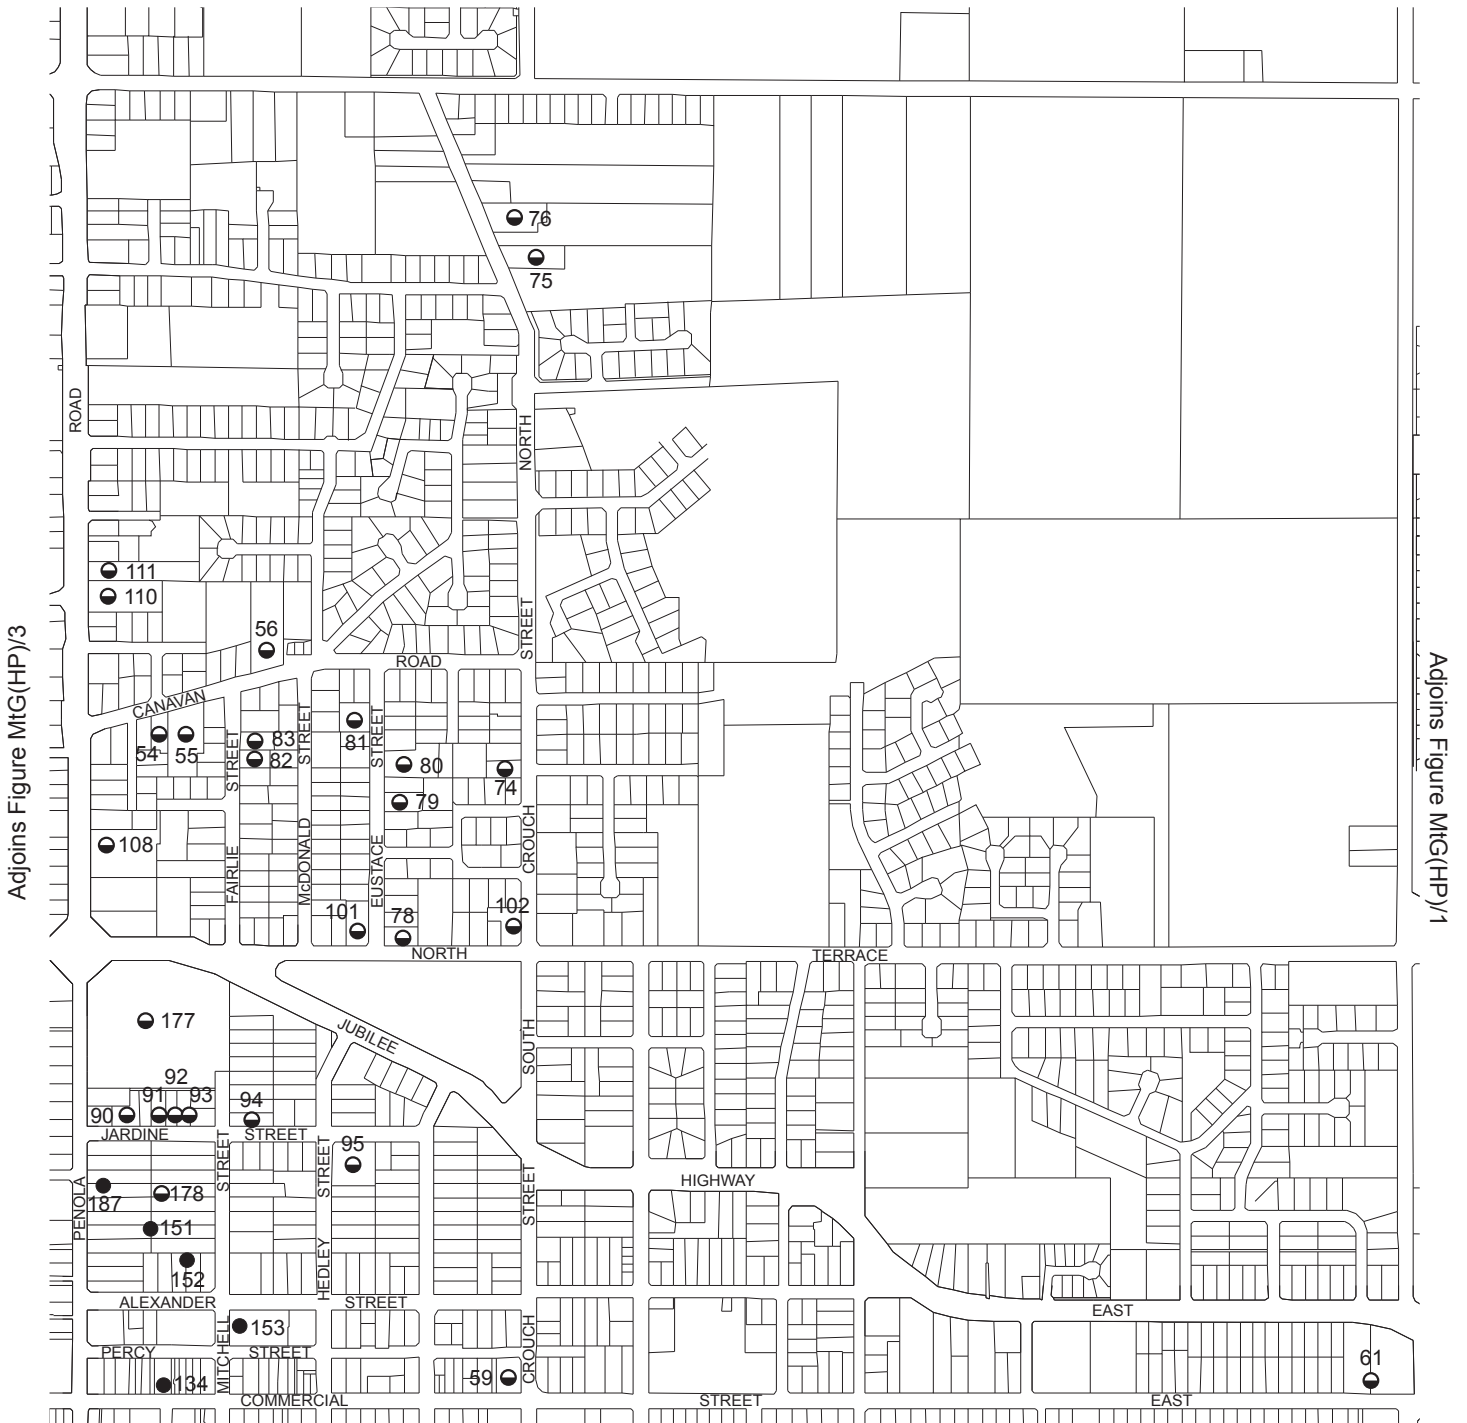 76
75
ROAD
NORTH
111
110
56
STREET
ROAD
Adjoins Figure MtG(HP)/3
Adjoins Figure MtG(HP)/1
CANAVAN
54
55
STREET
83
82
STREET
81
STREET
80
74
79
108
FAIRLIE
McDONALD
EUSTACE
CROUCH
101
78
102
NORTH
TERRACE
177
JUBILEE
SOUTH
92
91
93
90
94
JARDINE
STREET
STREET
STREET
95
HIGHWAY
STREET
PENOLA
187
178
151
152
HEDLEY
ALEXANDER
STREET
EAST
MITCHELL
153
CROUCH
PERCY
STREET
134
59
61
COMMERCIAL
STREET
EAST